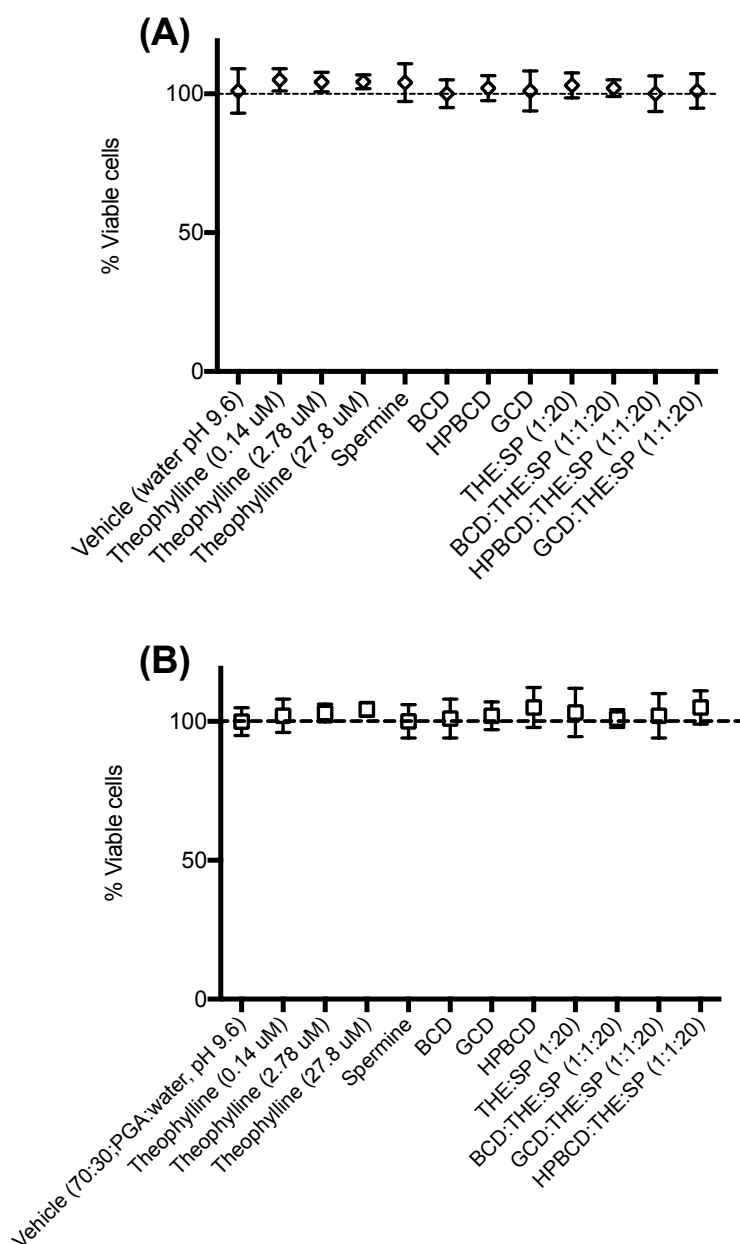 (A)
% Viable cells
100
50
0
Vehicle (water pH 9.6)
Theophylline (0.14 uM)
Theophylline (2.78 uM)
Theophylline (27.8 uM)
Spermine
BCD
HPBCD
GCD
THE:SP (1:20)
BCD:THE:SP (1:1:20)
HPBCD:THE:SP (1:1:20)
GCD:THE:SP (1:1:20)
(B)
% Viable cells
100
50
0
Vehicle (70:30;PGA:water, pH 9.6)
Theophylline (0.14 uM)
Theophylline (2.78 uM)
Theophylline (27.8 uM)
Spermine
BCD
GCD
HPBCD
THE:SP (1:20)
BCD:THE:SP (1:1:20)
GCD:THE:SP (1:1:20)
HPBCD:THE:SP (1:1:20)